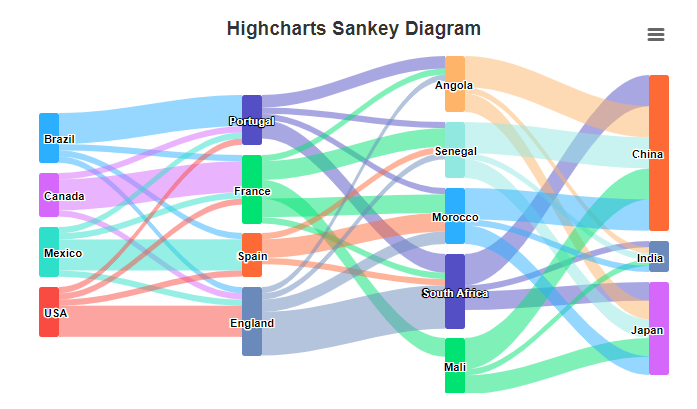 Highcharts Sankey Diagram
Brazil
Canada
Mexico
USA
Portugal
France
Spain
England
Angola
Senegal
Morocco
South Africa
Mali
China
India
Japan